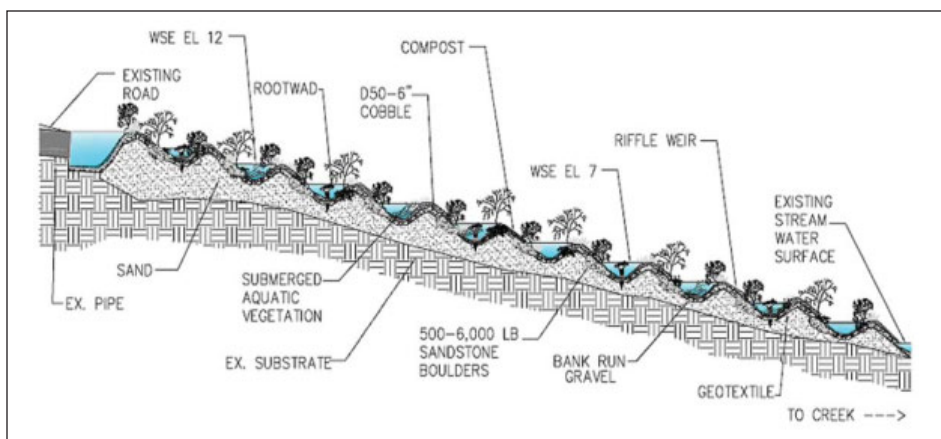 WSE EL 12
COMPOST
EXISTING
ROAD
ROOTWAD
D50-6"
COBBLE
RIFFLE WEIR
WSE EL 7
EXISTING
STREAM
WATER
SURFACE
SAND
SUBMERGED
AQUATIC
VEGETATION
EX. PIPE
EX. SUBSTRATE
500-6,000 LB
SANDSTONE
BOULDERS
BANK RUN
GRAVEL
GEOTEXTILE
TO CREEK --->